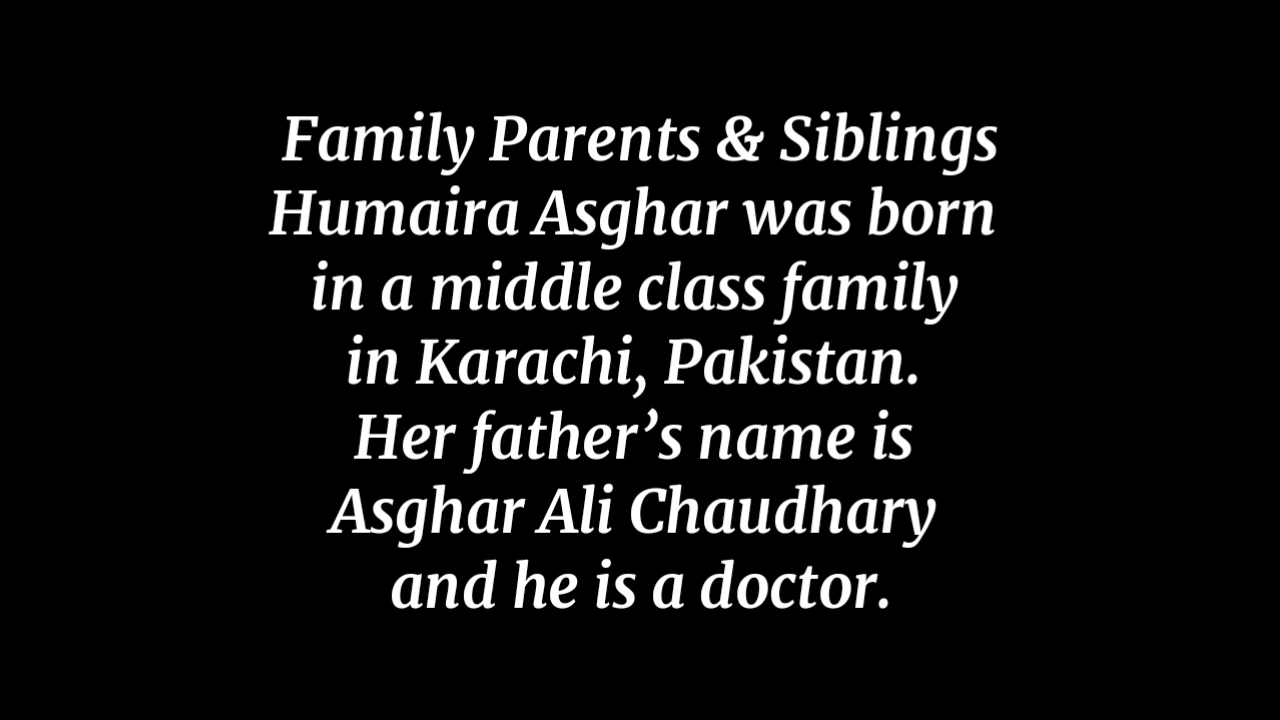 Family Parents & Siblings
Humaira Asghar was born
in a middle class family
in Karachi, Pakistan.
Her father’s name is
Asghar Ali Chaudhary
and he is a doctor.